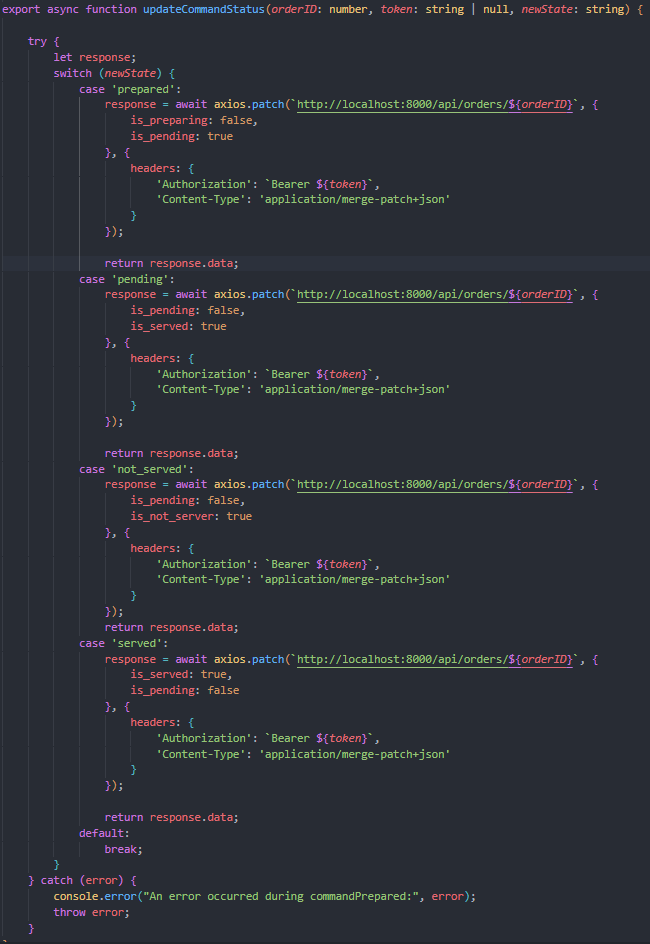 export async function updateCommandStatus(orderID: number, token: string | null, newState: string) {
try {
let response;
switch (newState) {
case 'prepared':
response = await axios.patch(`http://localhost:8000/api/orders/${orderID}`, {
is_preparing: false,
is_pending: true
}, {
headers: {
'Authorization': `Bearer ${token}`,
'Content-Type': 'application/merge-patch+json'
}
});
return response.data;
case 'pending':
response = await axios.patch(`http://localhost:8000/api/orders/${orderID}`, {
is_pending: false,
is_served: true
}, {
headers: {
'Authorization': `Bearer ${token}`,
'Content-Type': 'application/merge-patch+json'
}
});
return response.data;
case 'not_served':
response = await axios.patch(`http://localhost:8000/api/orders/${orderID}`, {
is_pending: false,
is_not_server: true
}, {
headers: {
'Authorization': `Bearer ${token}`,
'Content-Type': 'application/merge-patch+json'
}
});
return response.data;
case 'served':
response = await axios.patch(`http://localhost:8000/api/orders/${orderID}`, {
is_served: true,
is_pending: false
}, {
headers: {
'Authorization': `Bearer ${token}`,
'Content-Type': 'application/merge-patch+json'
}
});
return response.data;
default:
break;
}
} catch (error) {
console.error("An error occurred during commandPrepared:", error);
throw error;
}